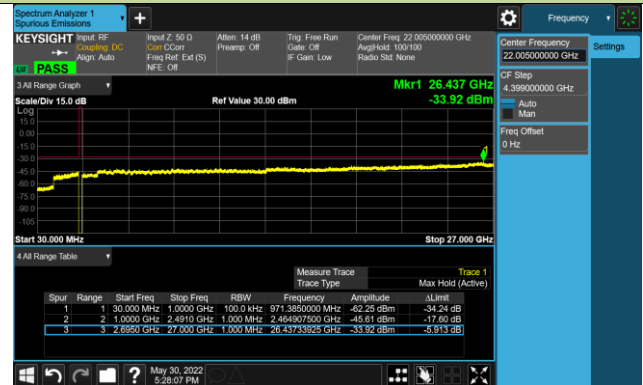 Spectrum Analyzer 1
Spurious Emissions
+
Frequency
KEYSIGHT
Input: RF
Coupling: DC
Align: Auto
Input Z: 50 Ω
Corr CCorr
Freq Ref: Ext (S)
NFE: Off
Atten: 14 dB
Preamp: Off
Trig: Free Run
Gate: Off
IF Gain: Low
Center Freq: 22.005000000 GHz
Avg|Hold: 100/100
Radio Std: None
PASS
Center Frequency
22.005000000 GHz
Settings
CF Step
4.399000000 GHz
Auto
Man
Freq Offset
0 Hz
3 All Range Graph
Mkr1 26.437 GHz
Scale/Div 15.0 dB
Ref Value 30.00 dBm
-33.92 dBm
Log
15.0
0.00
-15.0
-30.0
-45.0
-60.0
-75.0
-90.0
-105
1
Start 30.000 MHz
Stop 27.000 GHz
4 All Range Table
Measure Trace Trace 1
Trace Type Max Hold (Active)
Spur Range Start Freq Stop Freq RBW Frequency Amplitude ΔLimit
1 1 30.000 MHz 1.0000 GHz 100.0 kHz 971.3850000 MHz -62.25 dBm -34.24 dB
2 2 1.0000 GHz 2.4910 GHz 1.000 MHz 2.464907500 GHz -45.61 dBm -17.60 dB
3 3 2.6950 GHz 27.000 GHz 1.000 MHz 26.43733925 GHz -33.92 dBm -5.913 dB
?
May 30, 2022
5:28:07 PM